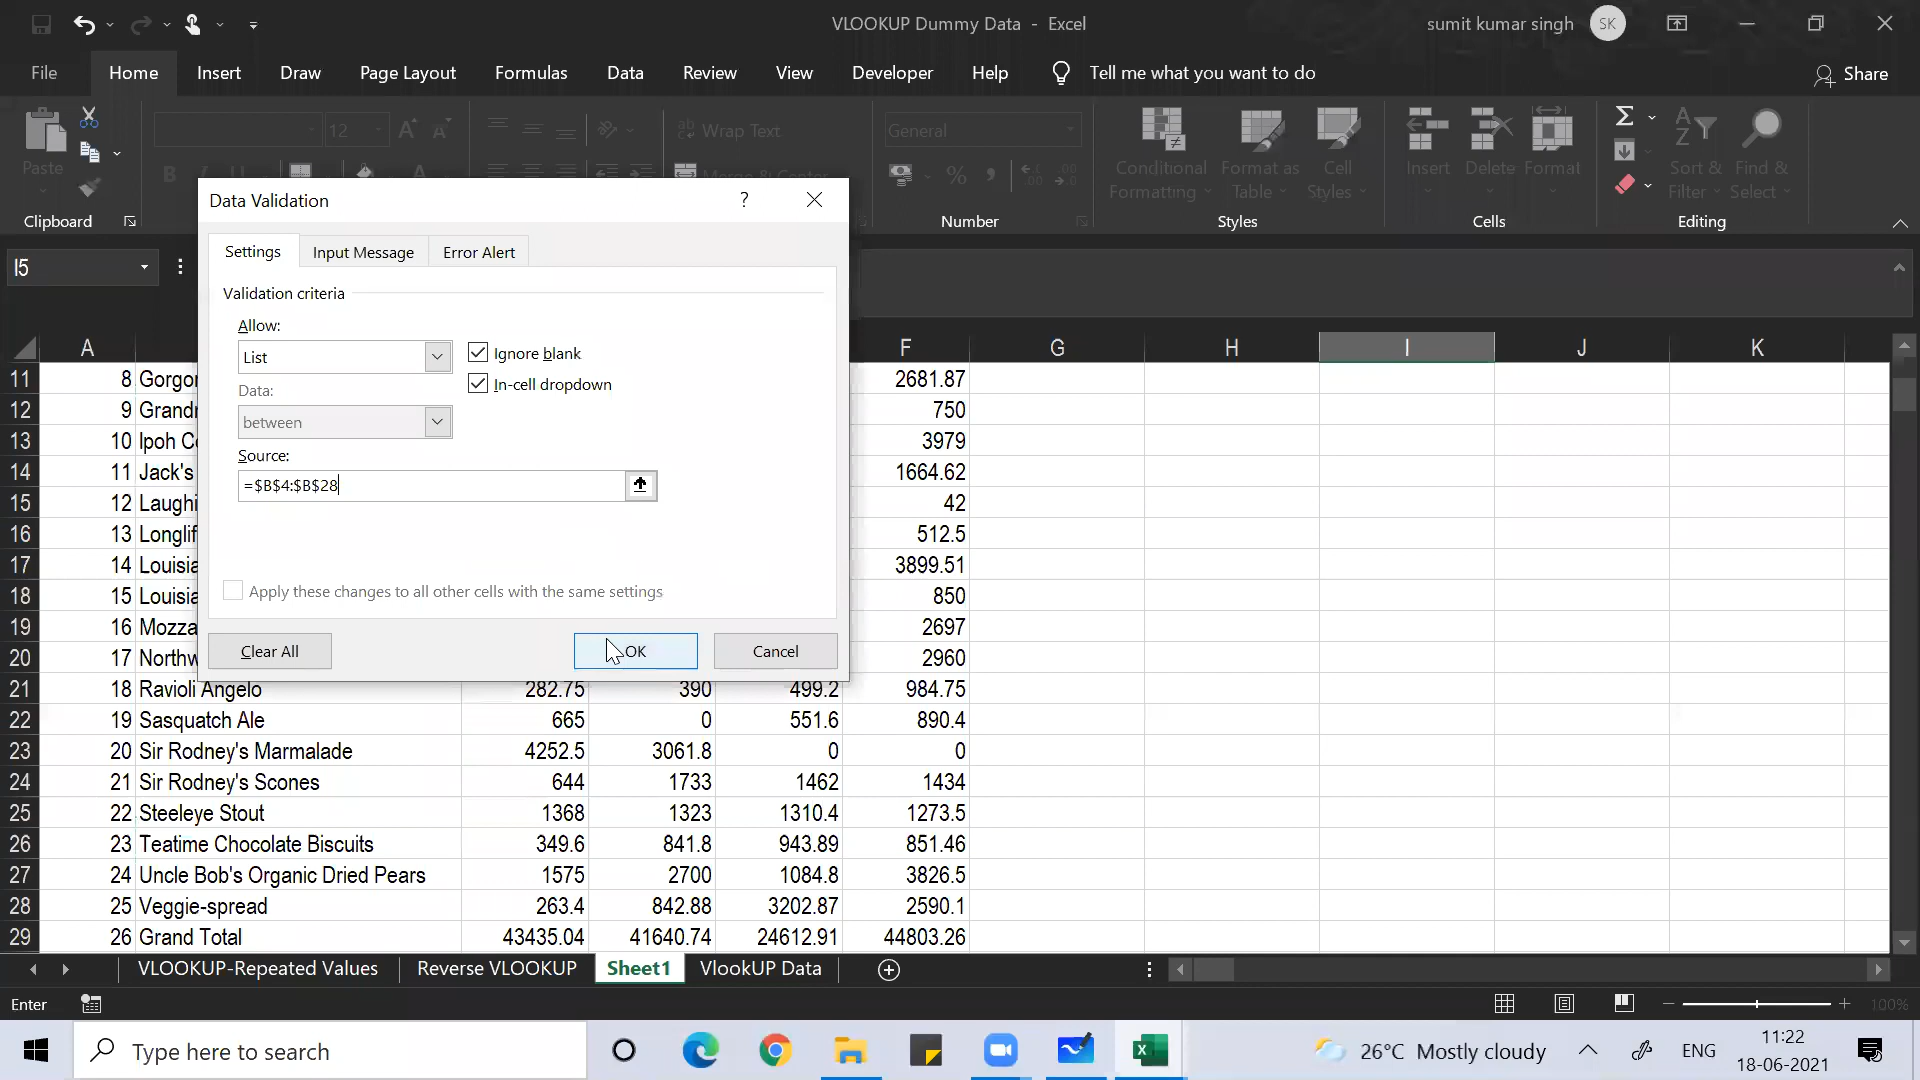 VLOOKUP Dummy Data - Excel
sumit kumar singh SK
File Home Insert Draw Page Layout Formulas Data Review View Developer Help Tell me what you want to do Share
Paste 12 Wrap Text General Conditional Formatting Format as Table Cell Styles Insert Delete Format Sort & Filter Find & Select
Clipboard Number Styles Cells Editing
Data Validation
Settings Input Message Error Alert
Validation criteria
Allow:
List Ignore blank
Data: In-cell dropdown
between
Source:
=$B$4:$B$28
Apply these changes to all other cells with the same settings
Clear All OK Cancel
I5
A F G H I J K
11 8 2681.87
12 9 750
13 10 Ipoh 3979
14 11 Jack's 1664.62
15 12 42
16 13 512.5
17 14 3899.51
18 15 850
19 16 2697
20 17 2960
21 18 Ravioli Angelo 282.75 390 499.2 984.75
22 19 Sasquatch Ale 665 0 551.6 890.4
23 20 Sir Rodney's Marmalade 4252.5 3061.8 0 0
24 21 Sir Rodney's Scones 644 1733 1462 1434
25 22 Steeleye Stout 1368 1323 1310.4 1273.5
26 23 Teatime Chocolate Biscuits 349.6 841.8 943.89 851.46
27 24 Uncle Bob's Organic Dried Pears 1575 2700 1084.8 3826.5
28 25 Veggie-spread 263.4 842.88 3202.87 2590.1
29 26 Grand Total 43435.04 41640.74 24612.91 44803.26
VLOOKUP-Repeated Values Reverse VLOOKUP Sheet1 VlookUP Data
Enter 100%
Type here to search 26°C Mostly cloudy ENG 11:22
18-06-2021